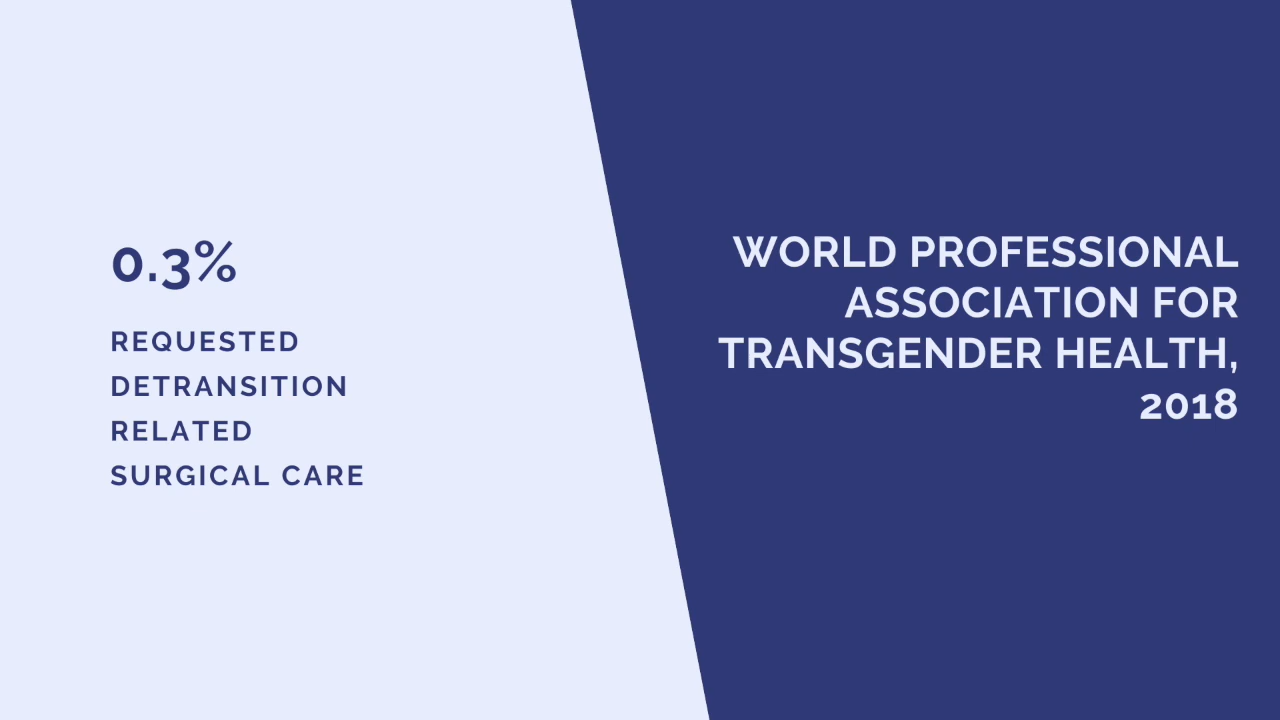 0.3%
REQUESTED
DETRANSITION
RELATED
SURGICAL CARE
WORLD PROFESSIONAL
ASSOCIATION FOR
TRANSGENDER HEALTH,
2018